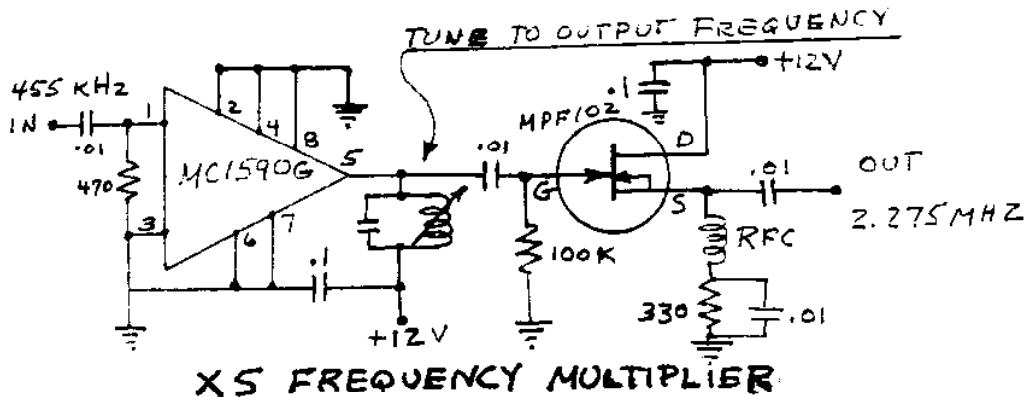 TUNE TO OUTPUT FREQUENCY
+12V
455 KHz
.1
MPF102
IN
.01
1
2
4
8
5
.01
D
OUT
470
MC1590G
G
S
.01
2.275MHZ
3
6
7
.1
100K
RFC
330
.01
+12V
X5 FREQUENCY MULTIPLIER